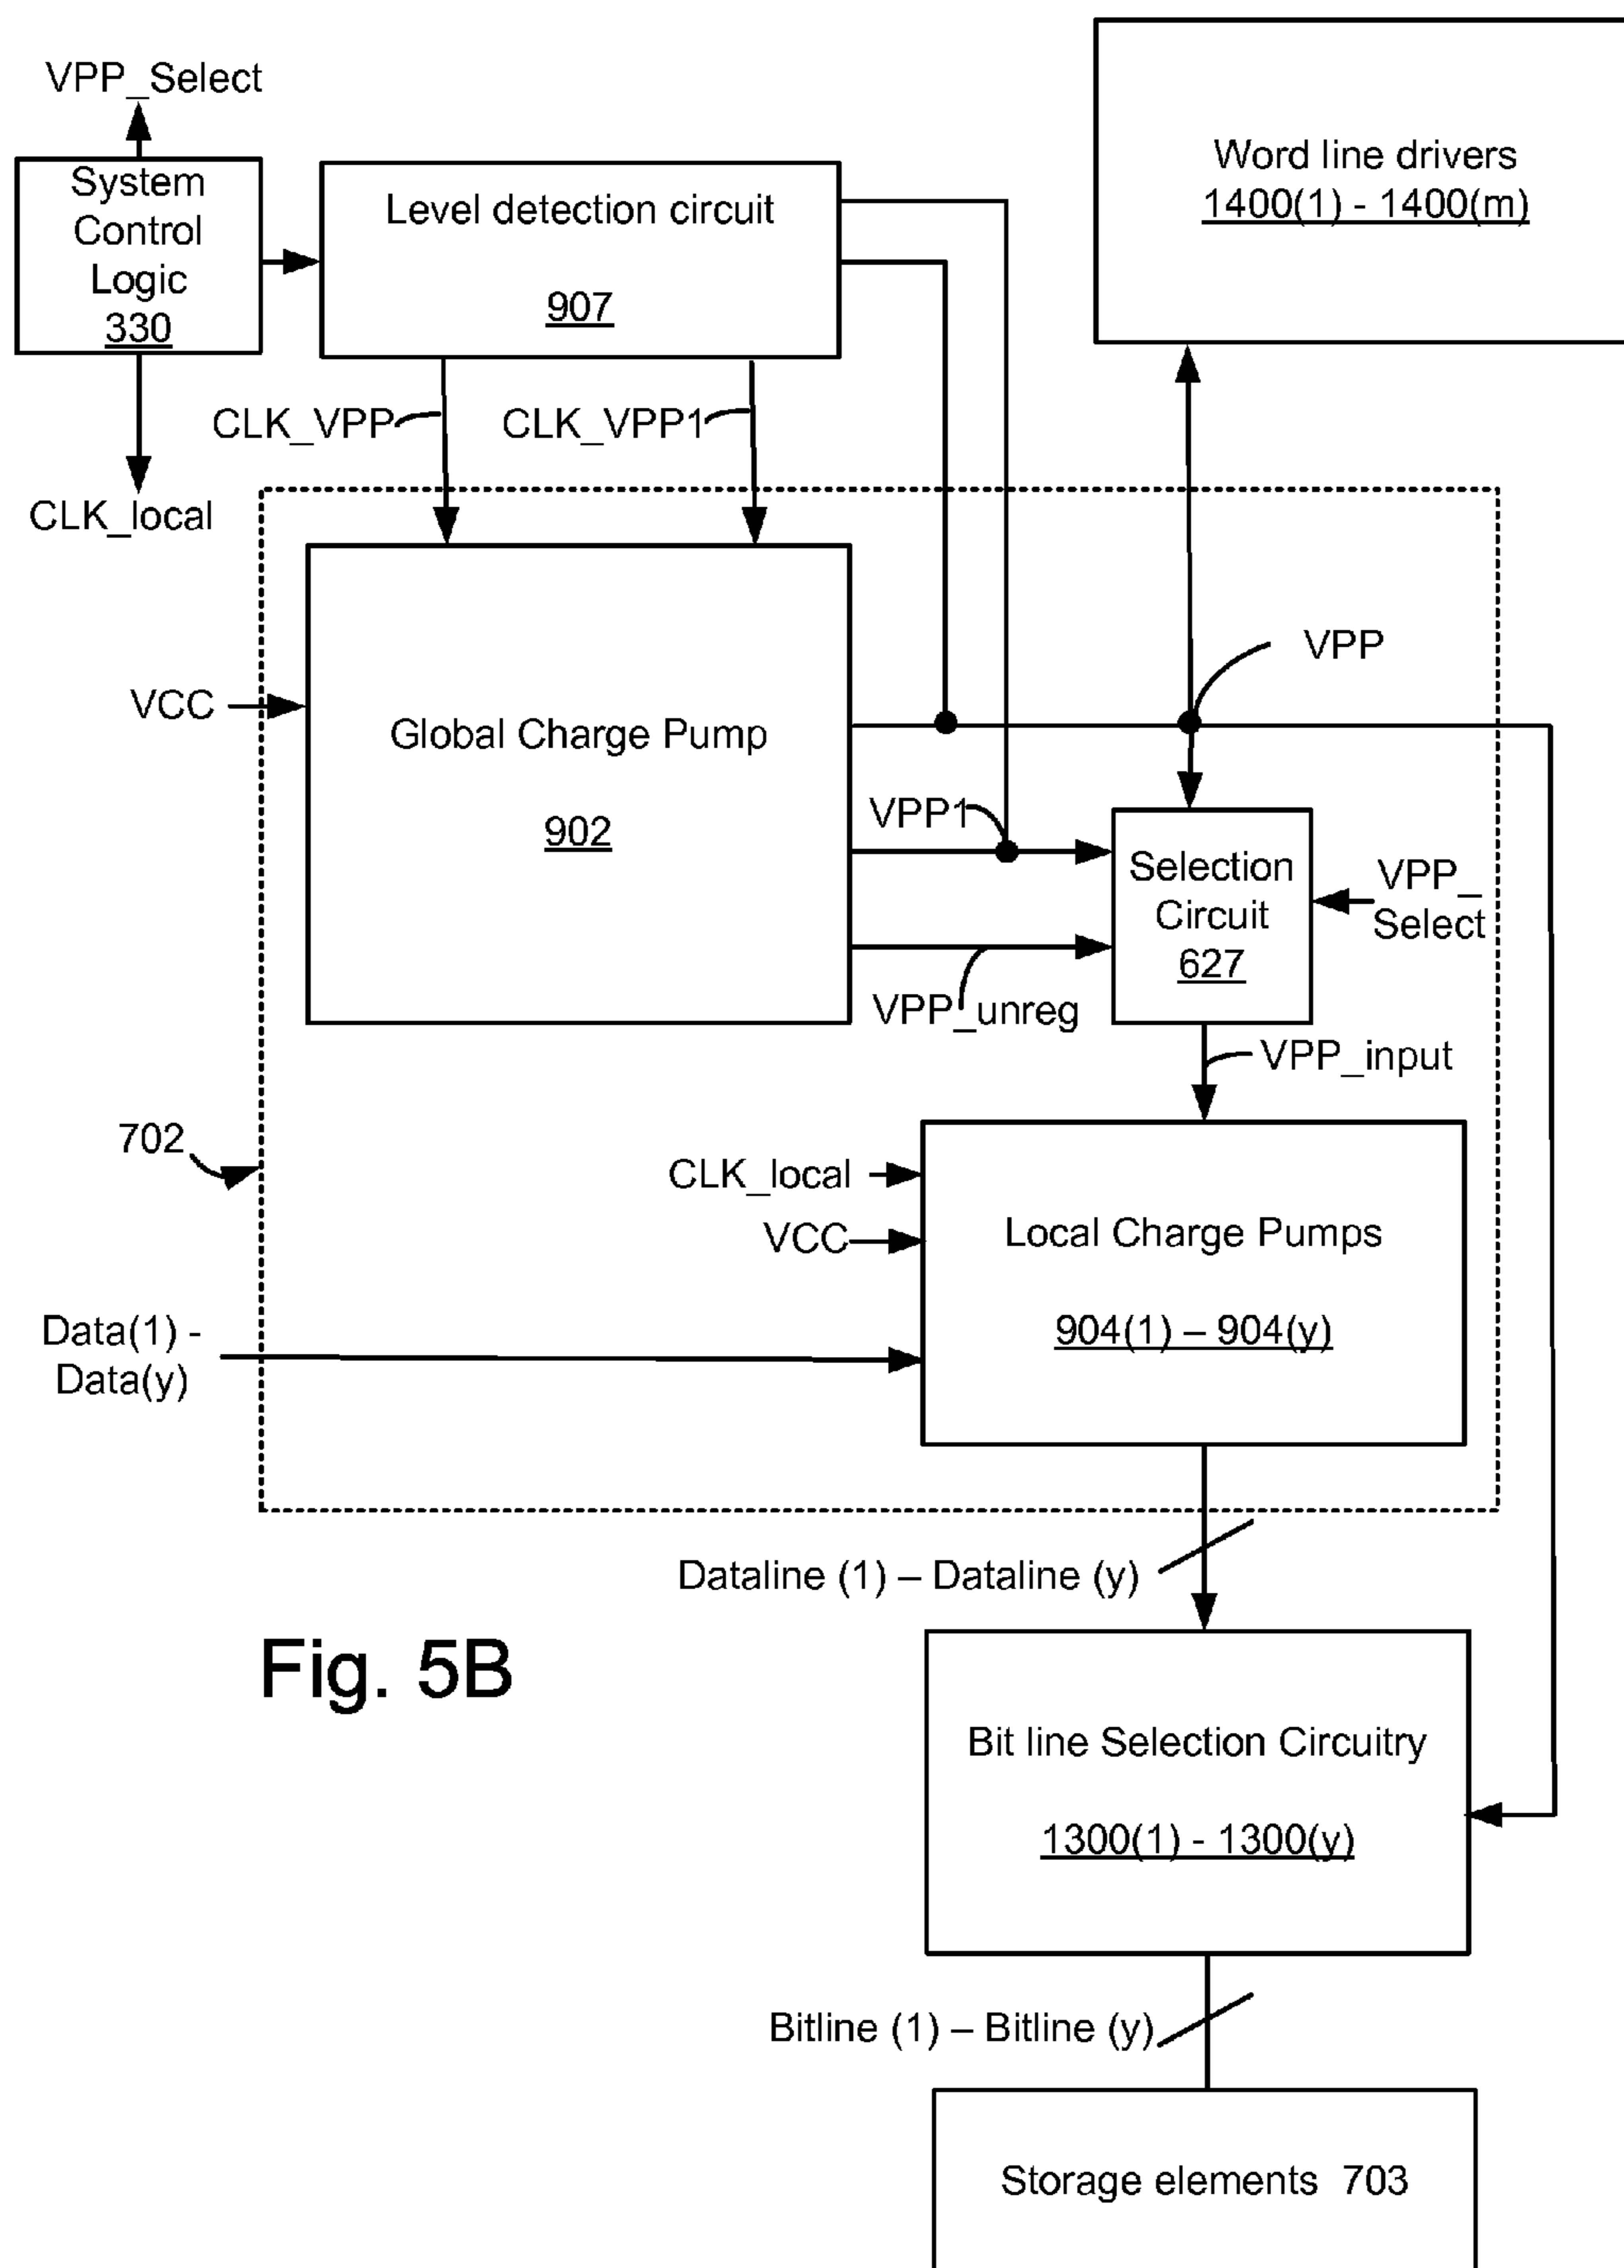 VPP_Select
System
Control
Logic
330
Level detection circuit
907
Word line drivers
1400(1) - 1400(m)
CLK_VPP
CLK_VPP1
CLK_local
VPP
VCC
Global Charge Pump
902
VPP1
Selection
Circuit
627
VPP_
Select
VPP_unreg
VPP_input
702
CLK_local
VCC
Local Charge Pumps
904(1) – 904(y)
Data(1) -
Data(y)
Dataline (1) – Dataline (y)
Fig. 5B
Bit line Selection Circuitry
1300(1) - 1300(y)
Bitline (1) – Bitline (y)
Storage elements 703